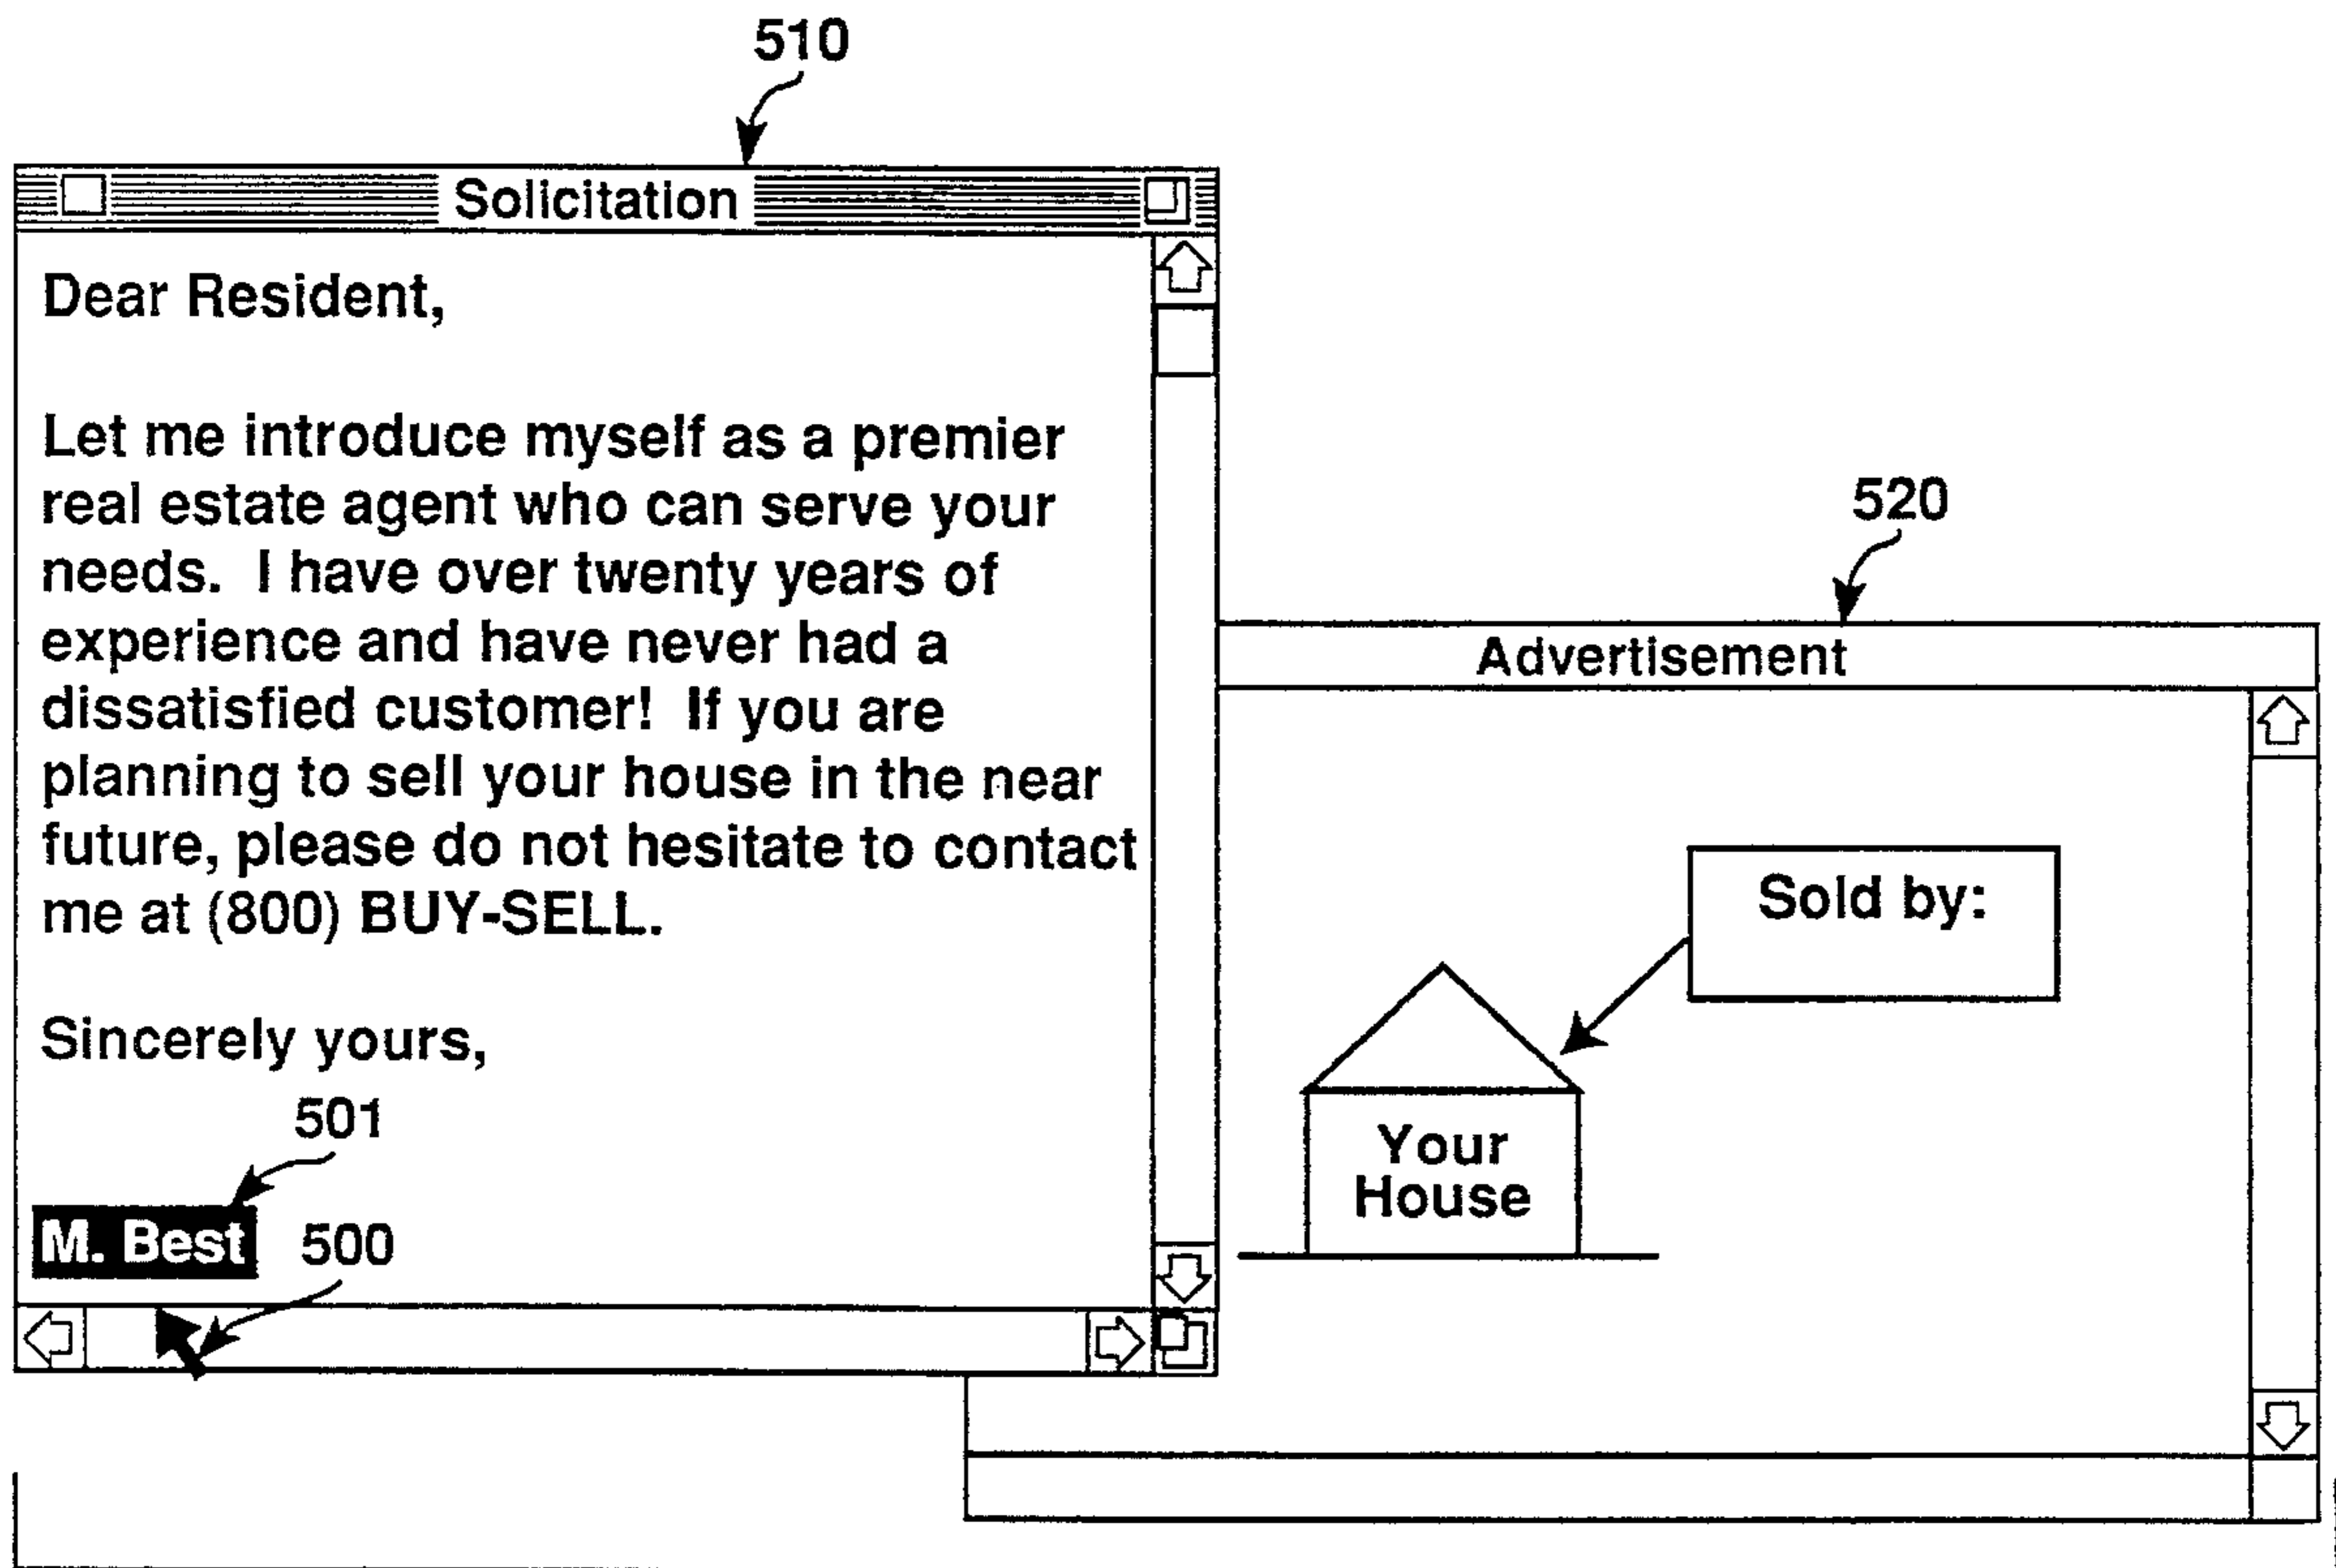 510
Solicitation
Dear Resident,
Let me introduce myself as a premier
real estate agent who can serve your
needs.  I have over twenty years of
experience and have never had a
dissatisfied customer!  If you are
planning to sell your house in the near
future, please do not hesitate to contact
me at (800) BUY-SELL.
Sincerely yours,
501
M. Best
500
520
Advertisement
Sold by:
Your
House